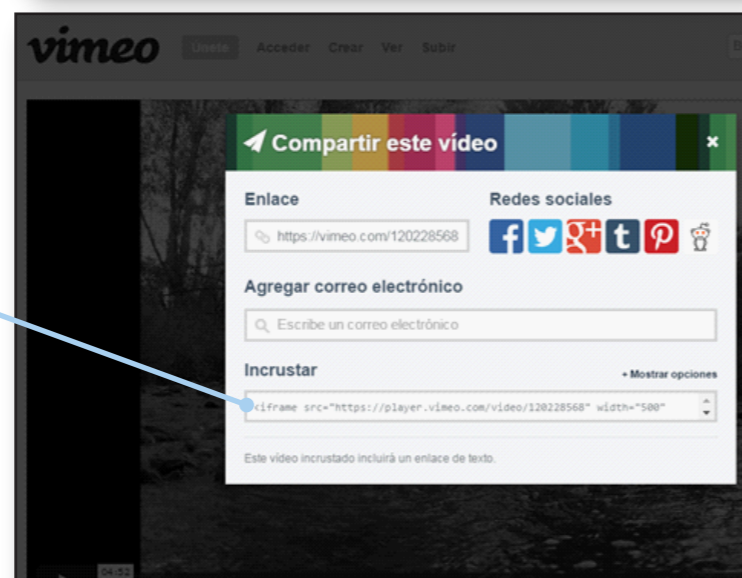 vimeo Únete Acceder Crear Ver Subir
Compartir este vídeo ×
Enlace
https://vimeo.com/120228568
Redes sociales
f g+ t
Agregar correo electrónico
Escribe un correo electrónico
Incrustar
+ Mostrar opciones
<iframe src="https://player.vimeo.com/video/120228568" width="500"
Este vídeo incrustado incluirá un enlace de texto.
04:52